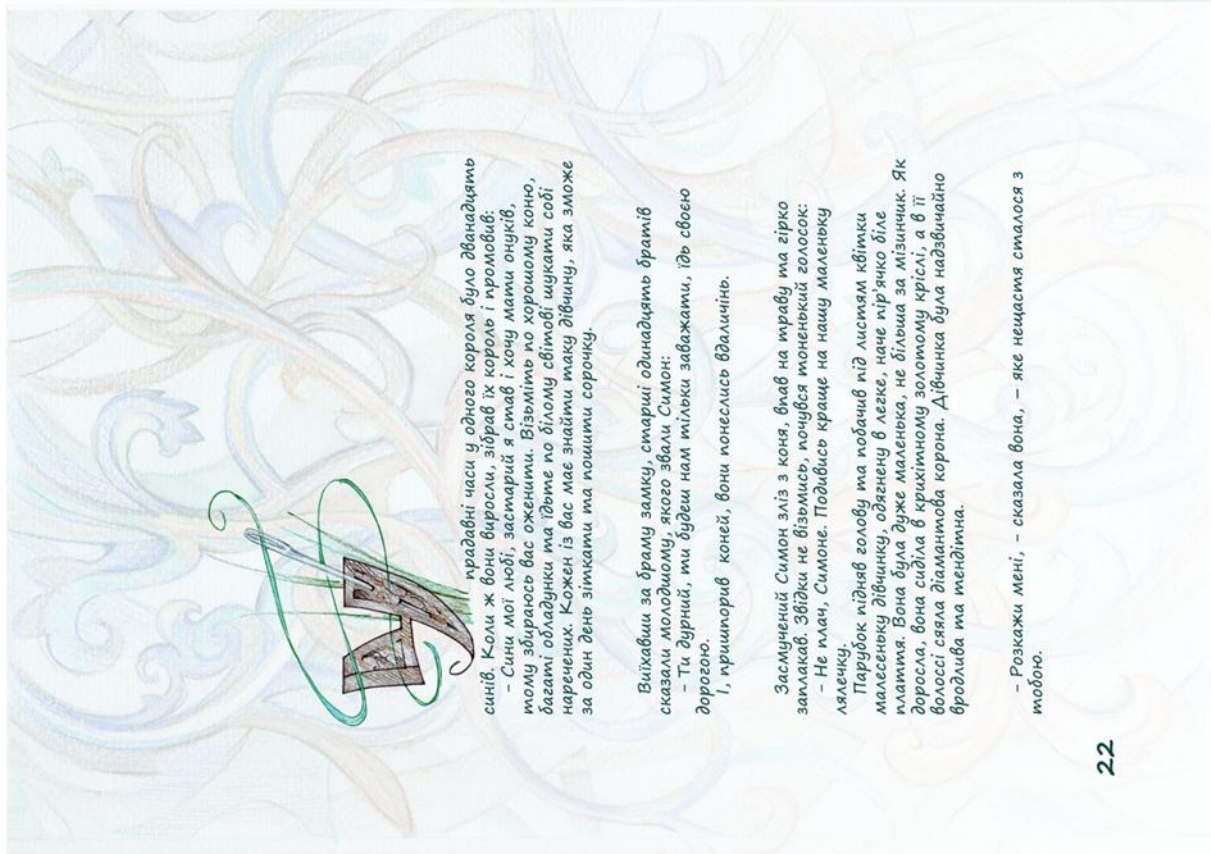 У
прадавні часи у одного короля було дванадцять
синів. Коли ж вони виросли, зібрав їх король і промовив:
- Сини мої любі, застарий я став і хочу мати онуків,
тому збираюсь вас оженити. Візьміть по хорошому коню,
багаті обладунки та їдьте по білому світові шукати собі
наречених. Кожен із вас має знайти таку дівчину, яка зможе
за один день зіткати та пошити сорочку.
Виїхавши за браму замку, старші одинадцять братів
сказали молодшому, якого звали Симон:
- Ти дурний, ти будеш нам тільки заважати, їдь своєю
дорогою.
І, пришпорив коней, вони понеслись вдаличінь.
Засмучений Симон зліз з коня, впав на траву та гірко
заплакав. Звідки не візьмись, почувся тоненький голосок:
- Не плач, Симоне. Подивись краще на нашу маленьку
лялечку.
Парубок підняв голову та побачив під листям квітки
малесеньку дівчинку, одягнену в легке, наче пір'ячко біле
плаття. Вона була дуже маленька, не більша за мізинчик. Як
доросла, вона сиділа в крихітному золотому кріслі, а в її
волоссі сяяла діамантова корона. Дівчинка була надзвичайно
вродлива та тендітна.
- Розкажи мені, - сказала вона, - яке нещастя сталося з
тобою.
22